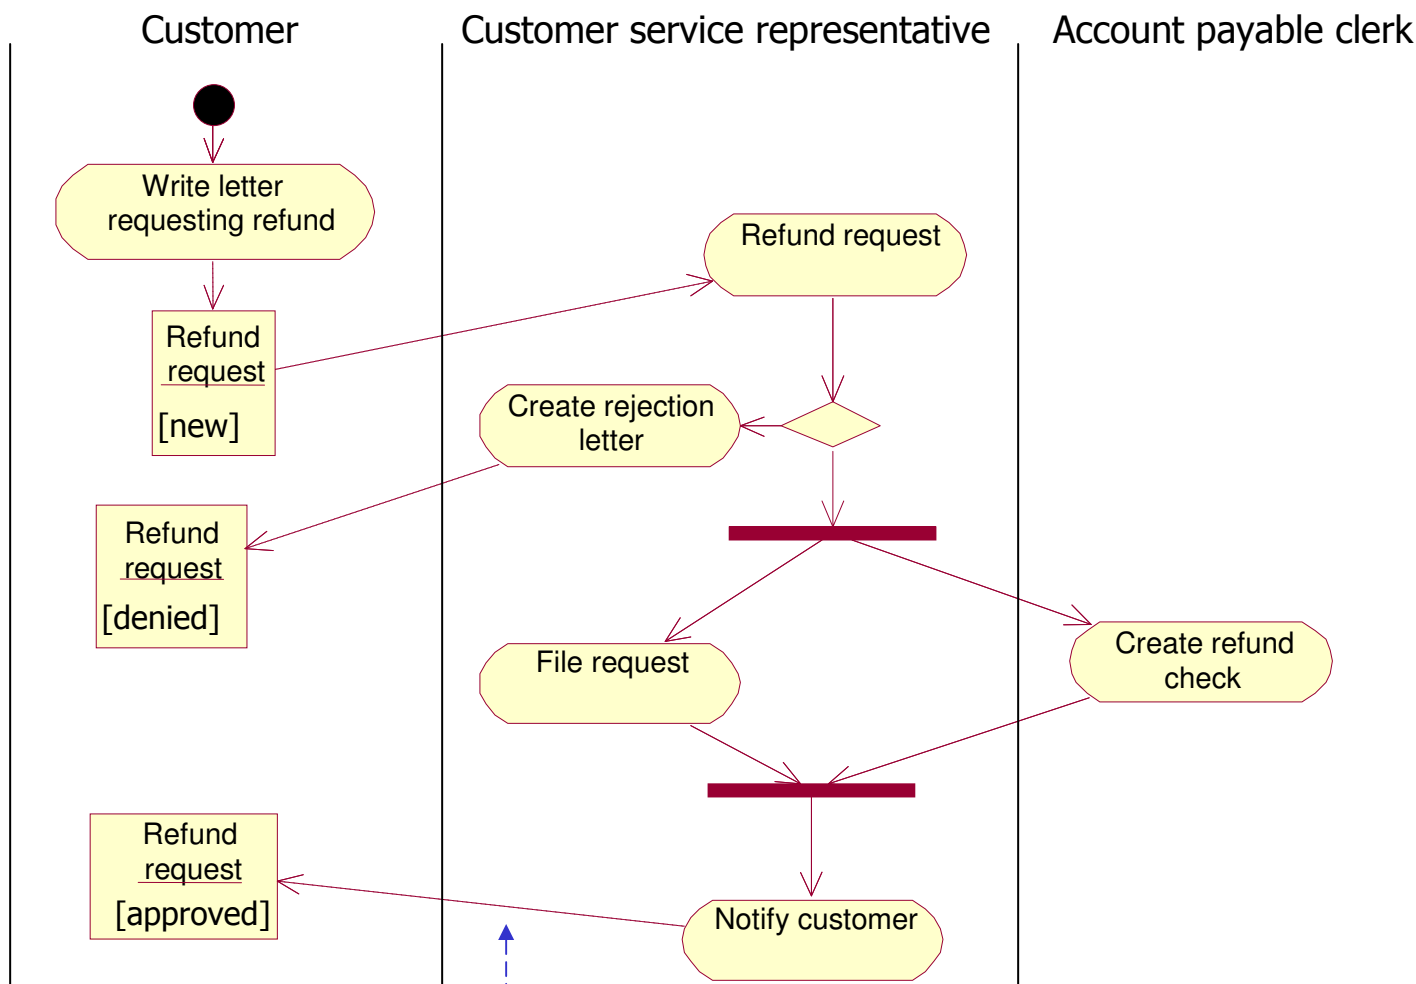 Customer
Customer service representative
Account payable clerk
Write letter
requesting refund
Refund request
Refund
request
[new]
Create rejection
letter
Refund
request
[denied]
File request
Create refund
check
Refund
request
[approved]
Notify customer